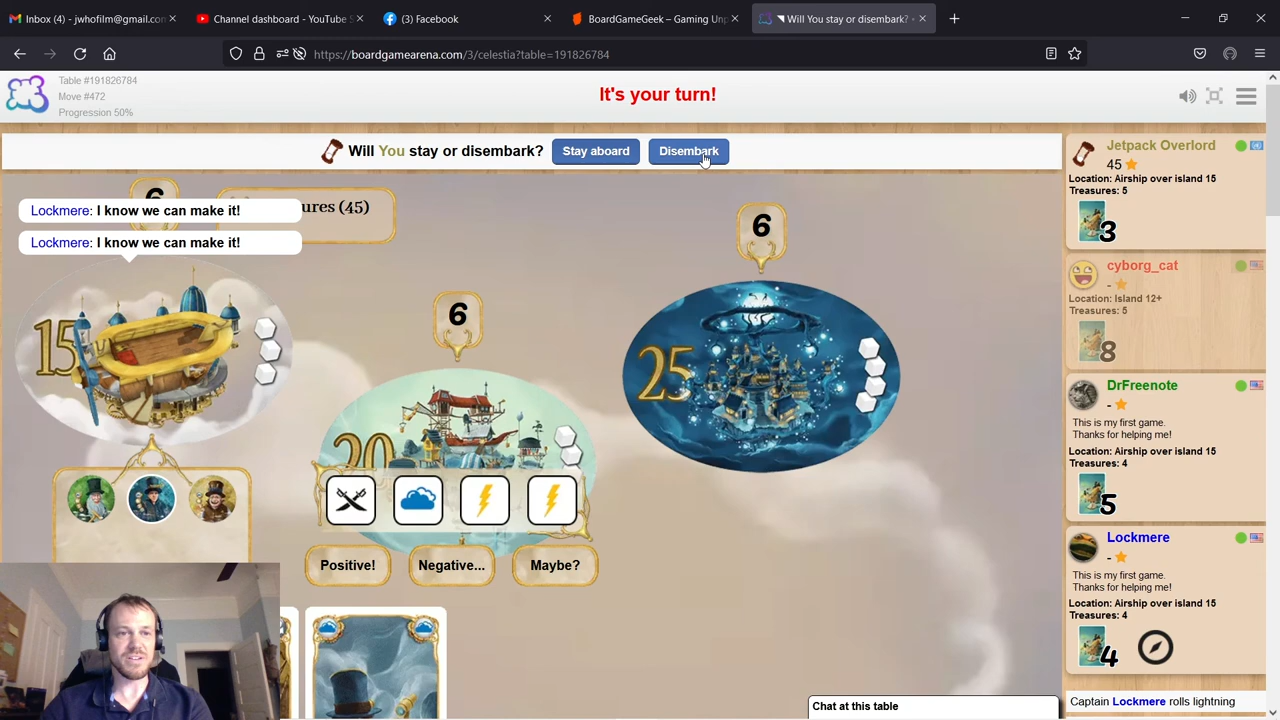 Inbox (4) - jwhofilm@gmail.con
Channel dashboard - YouTube S
(3) Facebook
BoardGameGeek - Gaming Unp
Will You stay or disembark? •
https://boardgamearena.com/3/celestia?table=191826784
Table #191826784
Move #472
Progression 50%
It's your turn!
Will You stay or disembark?
Stay aboard
Disembark
6
ures (45)
Lockmere: I know we can make it!
Lockmere: I know we can make it!
6
6
15
20
25
Positive!
Negative...
Maybe?
Jetpack Overlord
45
Location: Airship over island 15
Treasures: 5
3
cyborg_cat
-
Location: Island 12+
Treasures: 5
8
DrFreenote
-
This is my first game.
Thanks for helping me!
Location: Airship over island 15
Treasures: 4
5
Lockmere
-
This is my first game.
Thanks for helping me!
Location: Airship over island 15
Treasures: 4
4
Captain Lockmere rolls lightning
Chat at this table